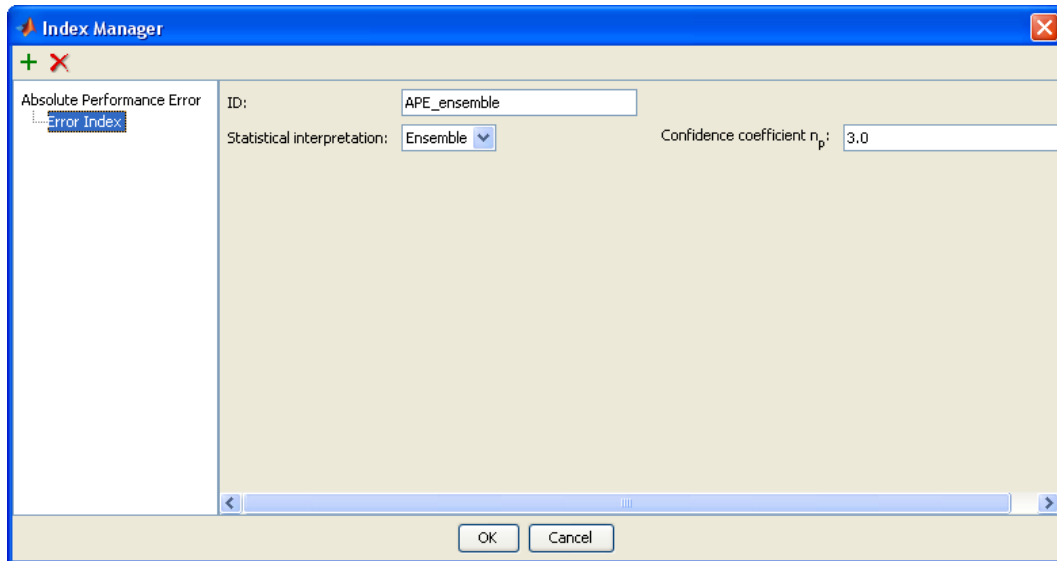 Index Manager
Absolute Performance Error
Error Index
ID: APE_ensemble
Statistical interpretation: Ensemble Confidence coefficient np: 3.0
OK Cancel